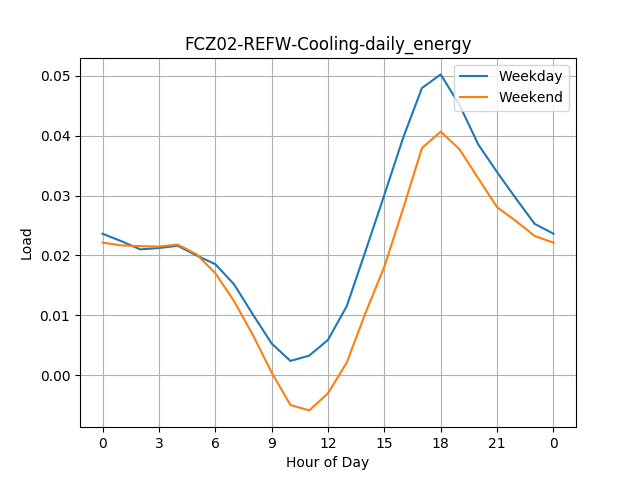 FCZ02-REFW-Cooling-daily_energy
Weekday
Weekend
0.05
0.04
0.03
0.02
0.01
0.00
Load
0 3 6 9 12 15 18 21 0
Hour of Day